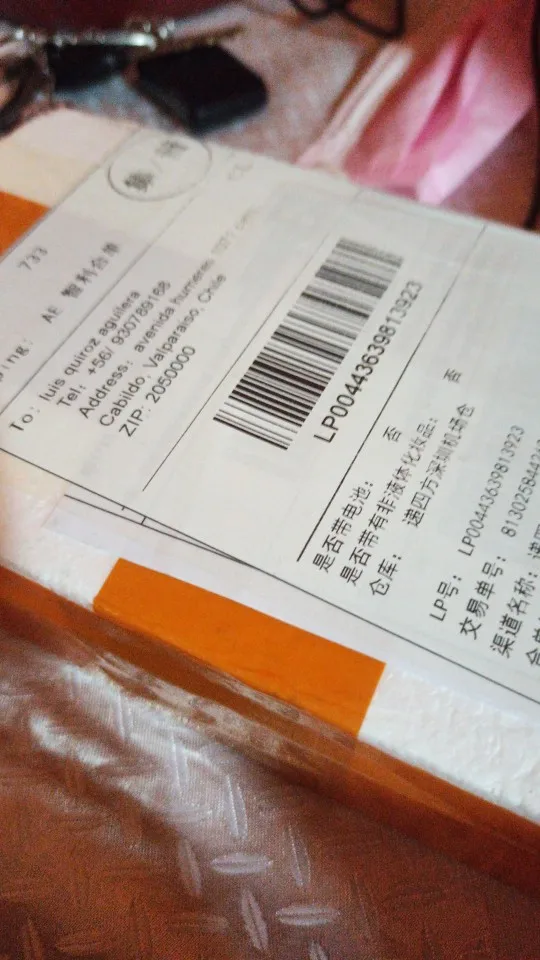 733
AE 智利合单
To: luis quiroz aguilera
Tel: +56/ 930789168
Address: avenida humeres
Cabildo, Valparaiso, Chile
ZIP: 2050000
LP00443639813923
是否带电池: 否
是否带有非液体化妆品: 否
仓库: 递四方深圳机场仓
LP号: LP00443639813923
交易单号:
渠道名称: